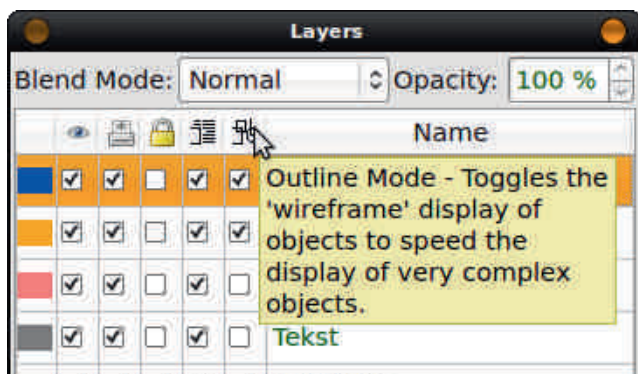 Layers
Blend Mode: Normal Opacity: 100 %
Name
Outline Mode - Toggles the
'wireframe' display of
objects to speed the
display of very complex
objects.
Tekst